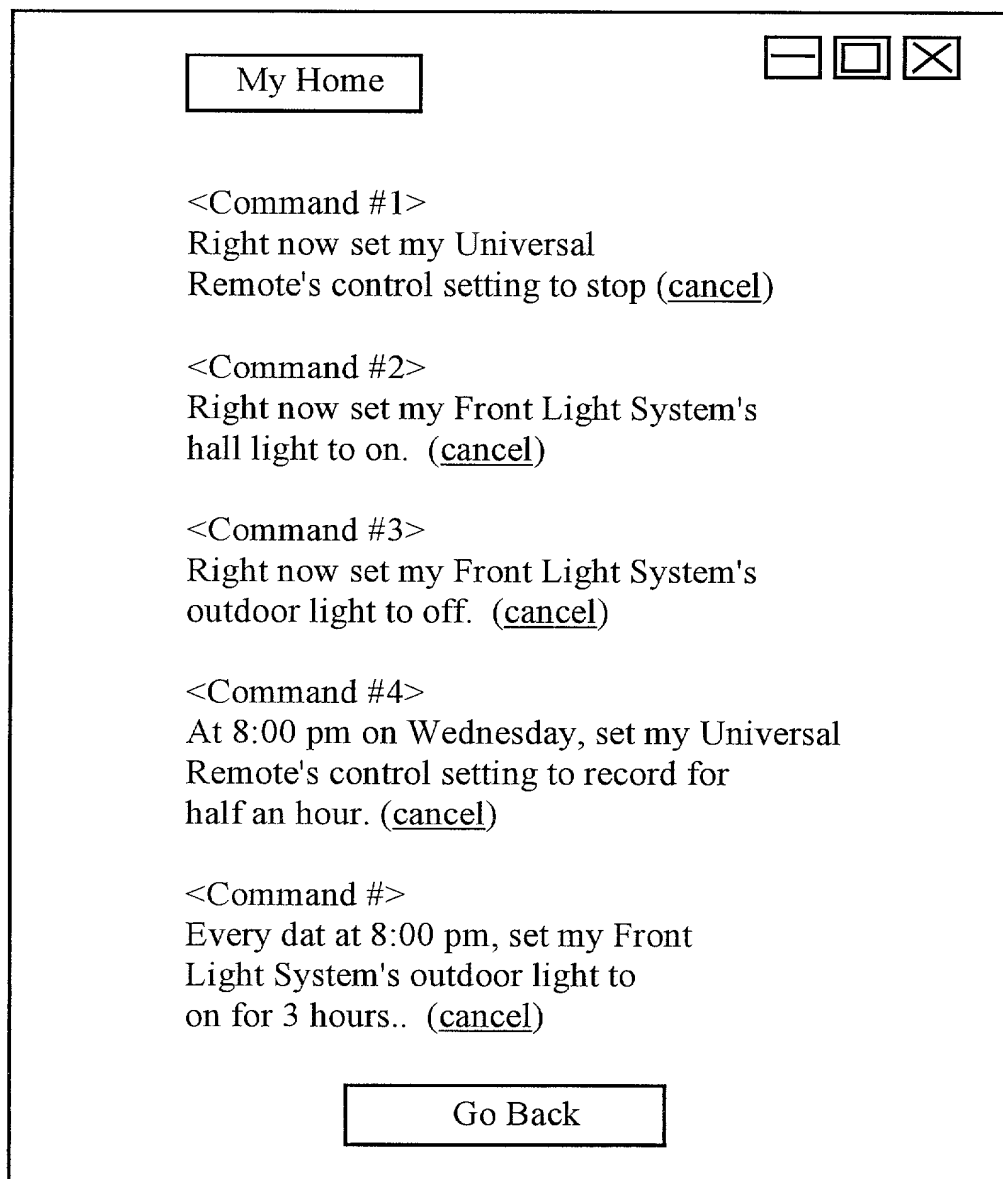 My Home
<Command #1>
Right now set my Universal
Remote's control setting to stop (cancel)
<Command #2>
Right now set my Front Light System's
hall light to on. (cancel)
<Command #3>
Right now set my Front Light System's
outdoor light to off. (cancel)
<Command #4>
At 8:00 pm on Wednesday, set my Universal
Remote's control setting to record for
half an hour. (cancel)
<Command #>
Every dat at 8:00 pm, set my Front
Light System's outdoor light to
on for 3 hours.. (cancel)
Go Back